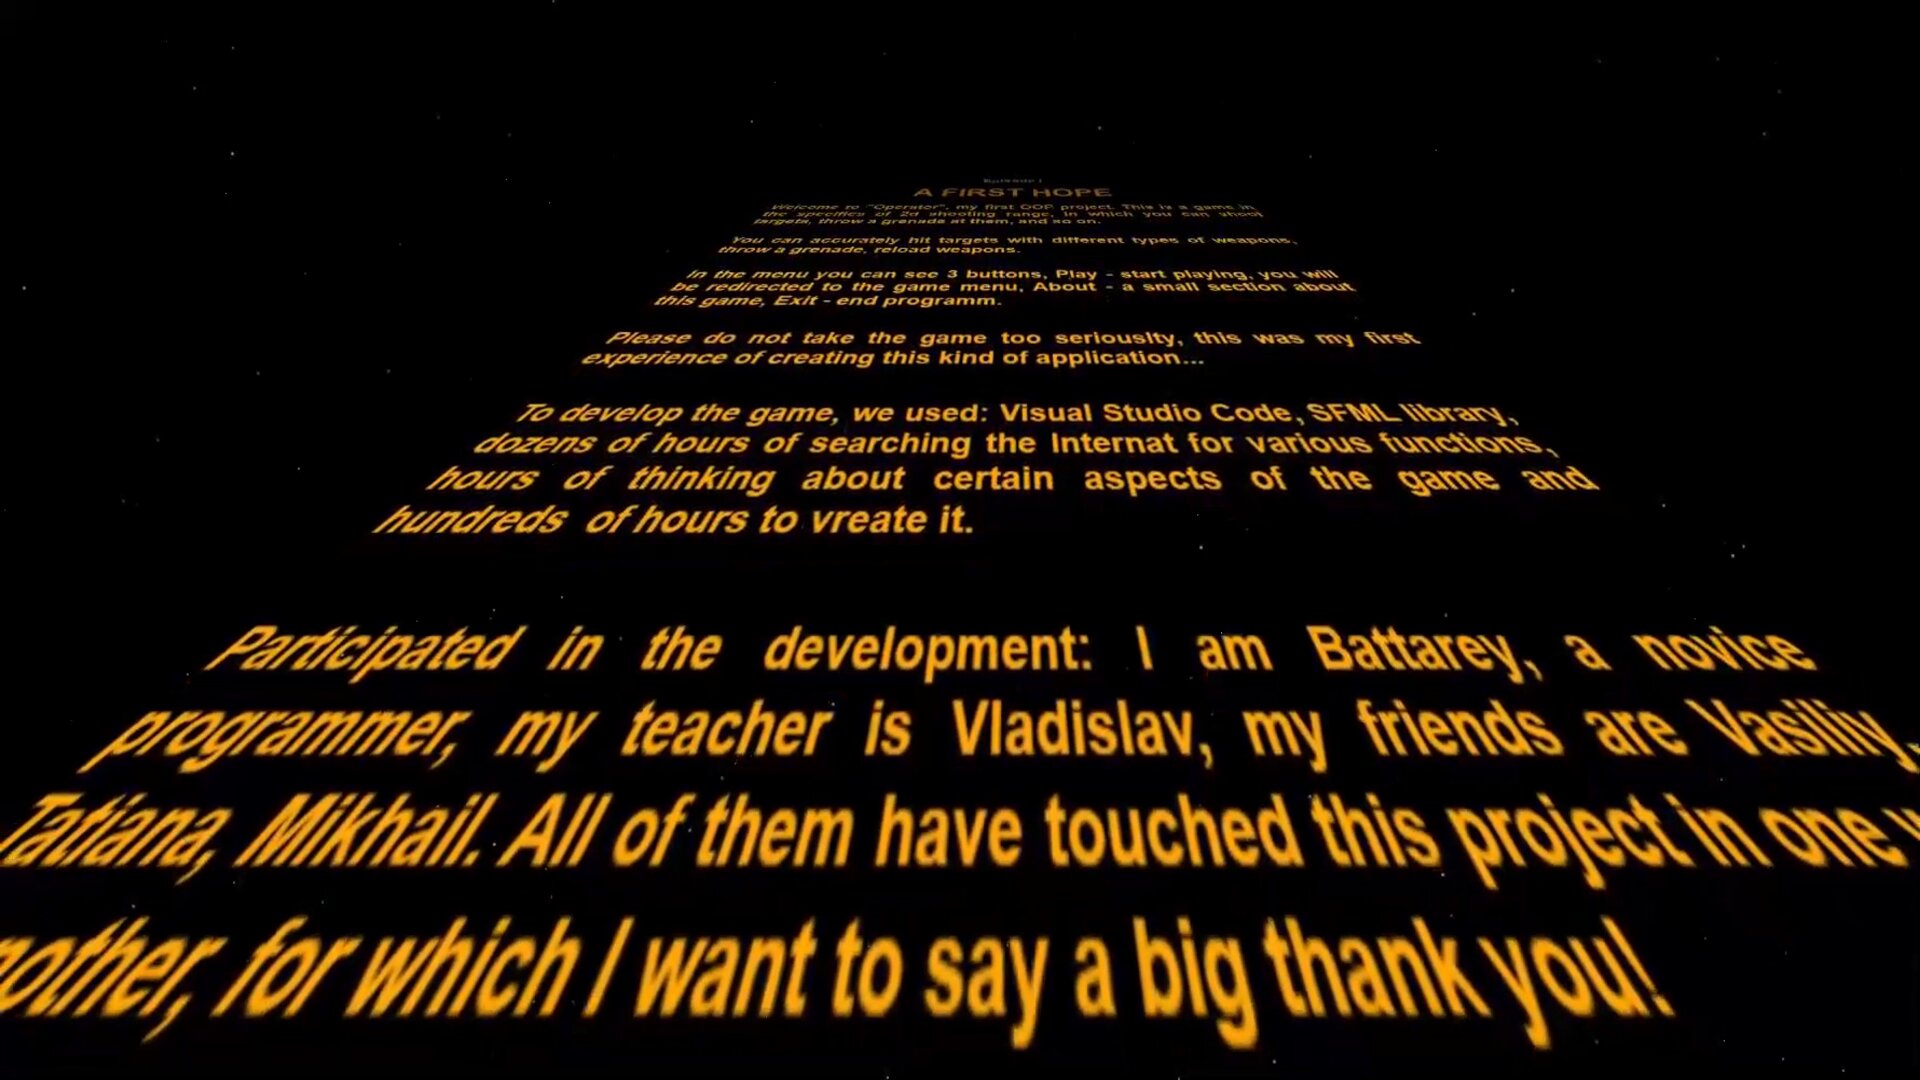 Episode I
A FIRST HOPE
Welcome to "Operator", my first OOP project. This is a game in
the specifics of 2d shooting range, in which you can shoot
targets, throw a grenade at them, and so on.
You can accurately hit targets with different types of weapons,
throw a grenade, reload weapons.
In the menu you can see 3 buttons, Play - start playing, you will
be redirected to the game menu, About - a small section about
this game, Exit - end programm.
Please do not take the game too seriouslty, this was my first
experience of creating this kind of application...
To develop the game, we used: Visual Studio Code, SFML library,
dozens of hours of searching the Internat for various functions,
hours of thinking about certain aspects of the game and
hundreds of hours to vreate it.
Participated in the development: I am Battarey, a novice
programmer, my teacher is Vladislav, my friends are Vasiliy,
Tatiana, Mikhail. All of them have touched this project in one w
nother, for which I want to say a big thank you!